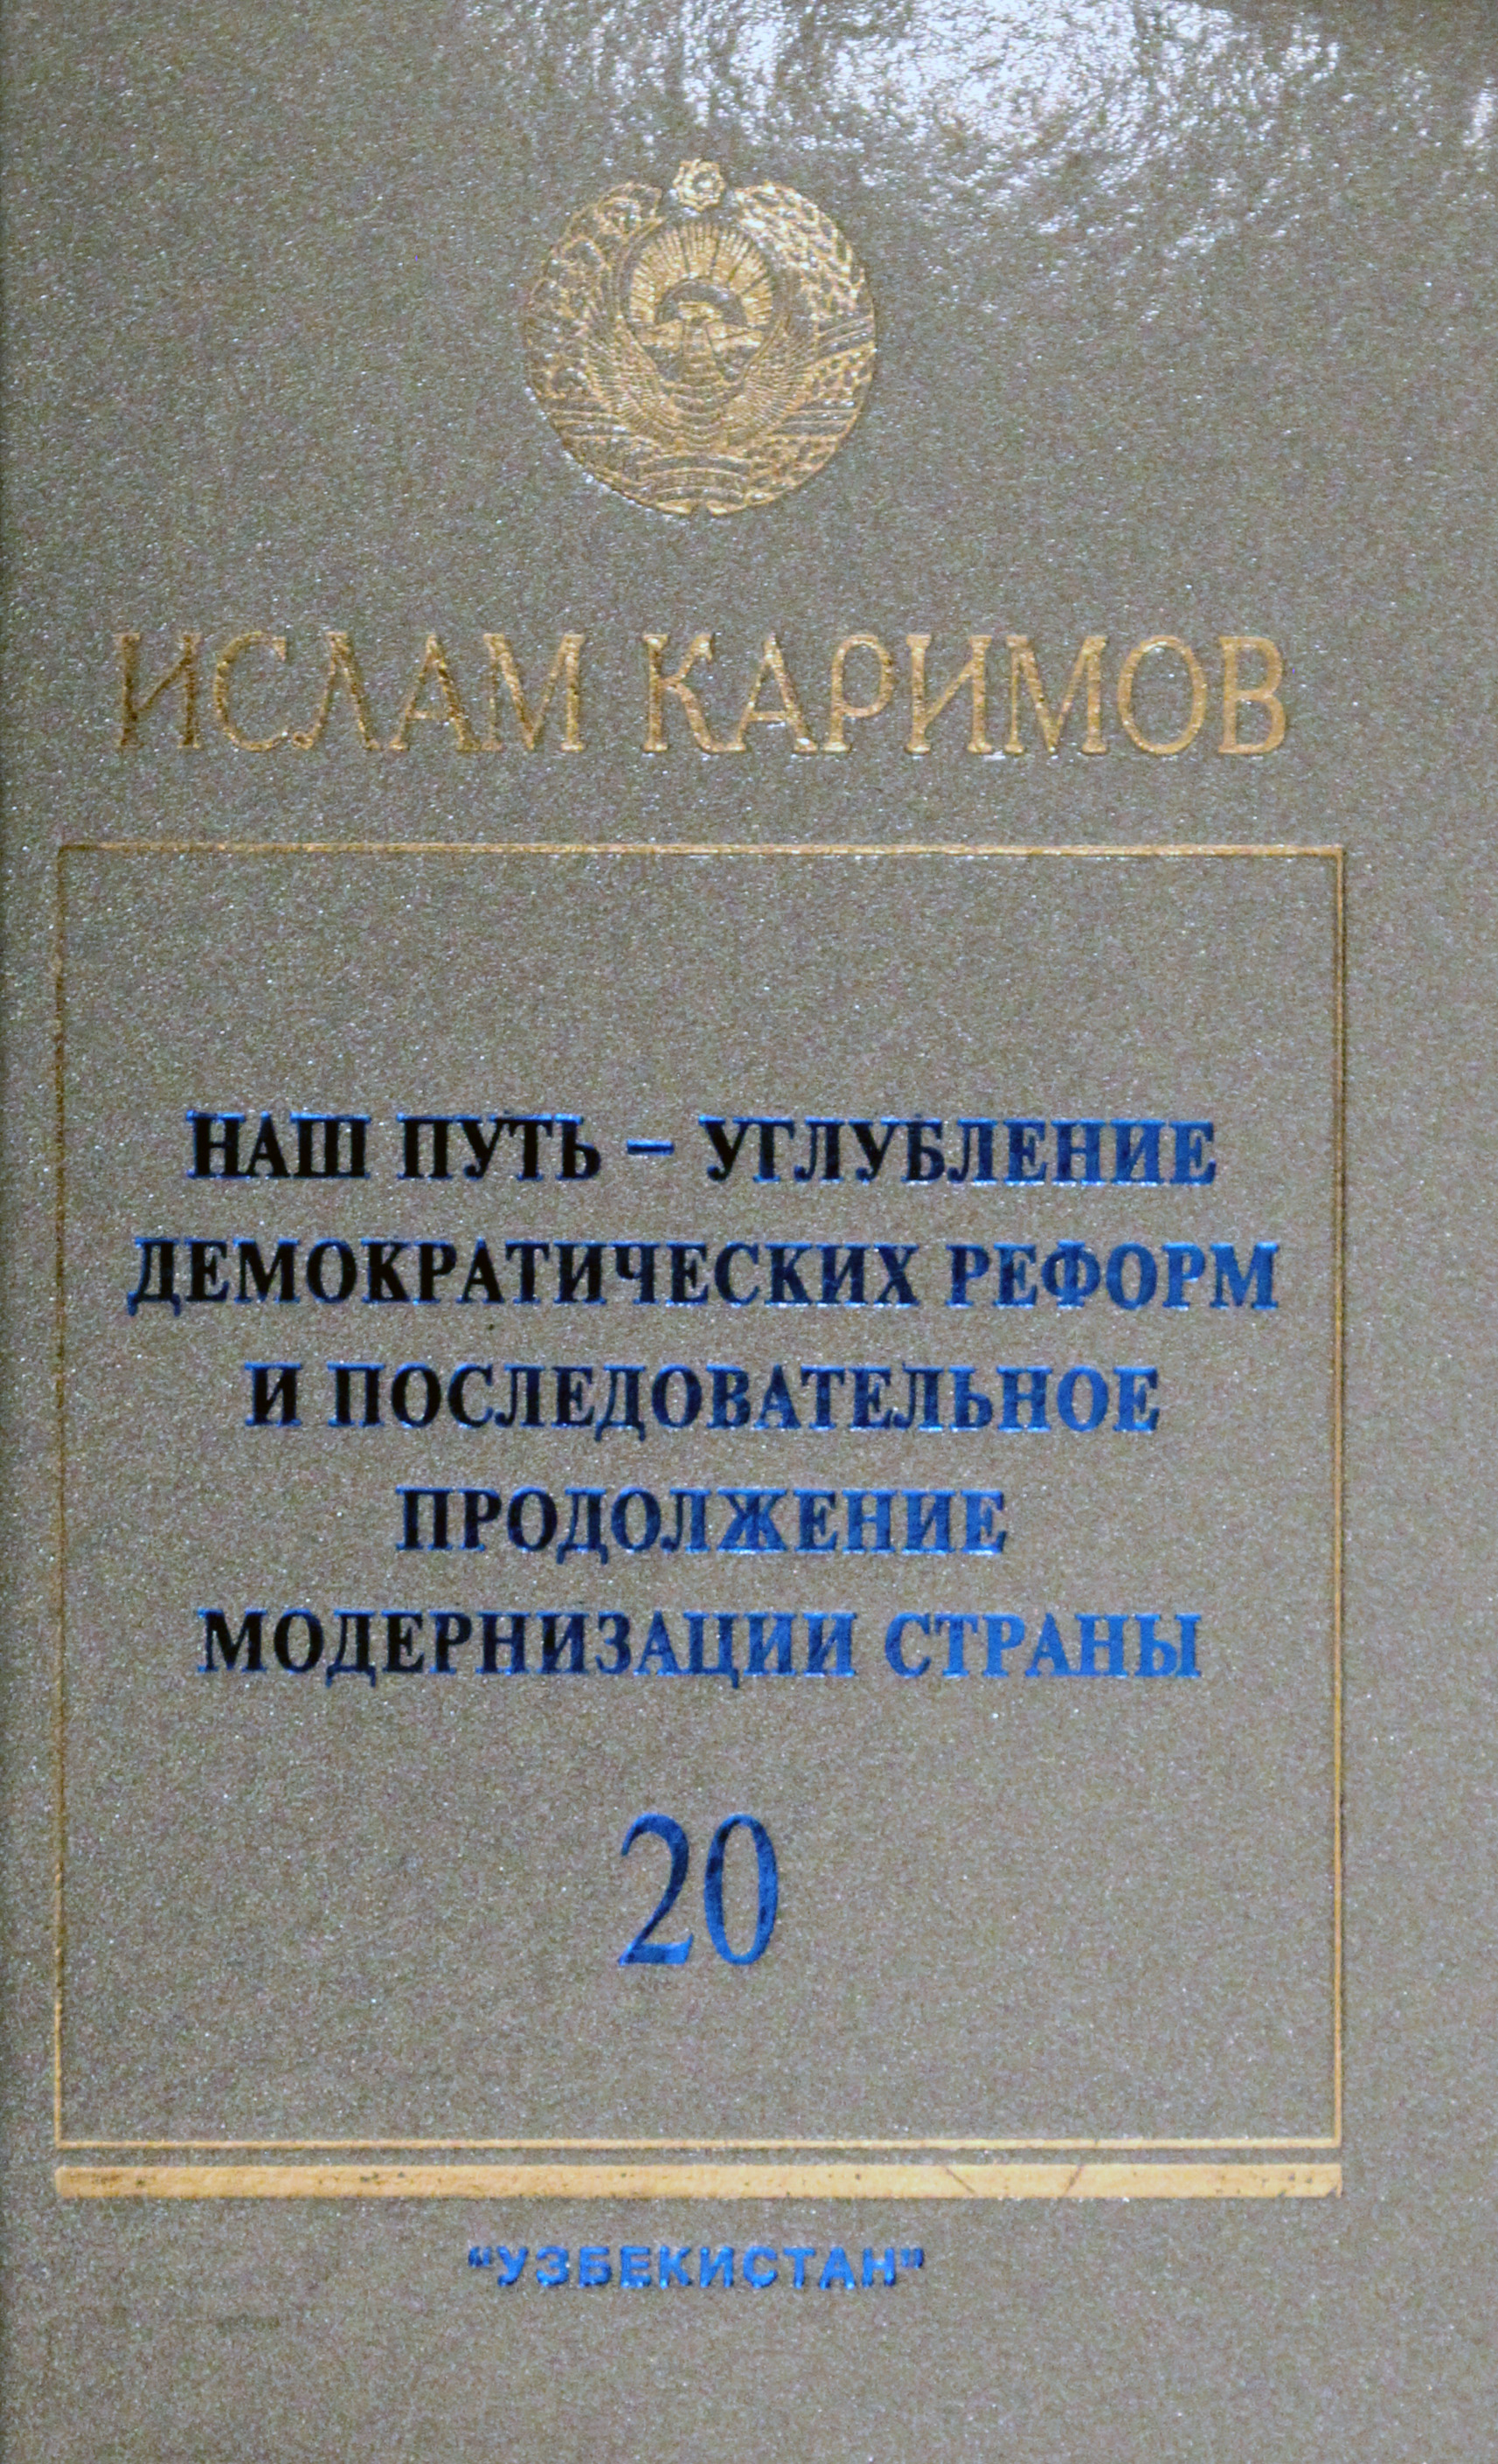 ИСЛАМ КАРИМОВ
НАШ ПУТЬ – УГЛУБЛЕНИЕ
ДЕМОКРАТИЧЕСКИХ РЕФОРМ
И ПОСЛЕДОВАТЕЛЬНОЕ
ПРОДОЛЖЕНИЕ
МОДЕРНИЗАЦИИ СТРАНЫ
20
“УЗБЕКИСТАН”